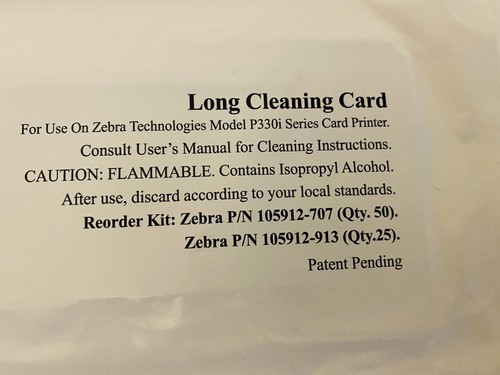 Long Cleaning Card
For Use On Zebra Technologies Model P330i Series Card Printer.
Consult User's Manual for Cleaning Instructions.
CAUTION: FLAMMABLE. Contains Isopropyl Alcohol.
After use, discard according to your local standards.
Reorder Kit: Zebra P/N 105912-707 (Qty. 50).
Zebra P/N 105912-913 (Qty.25).
Patent Pending